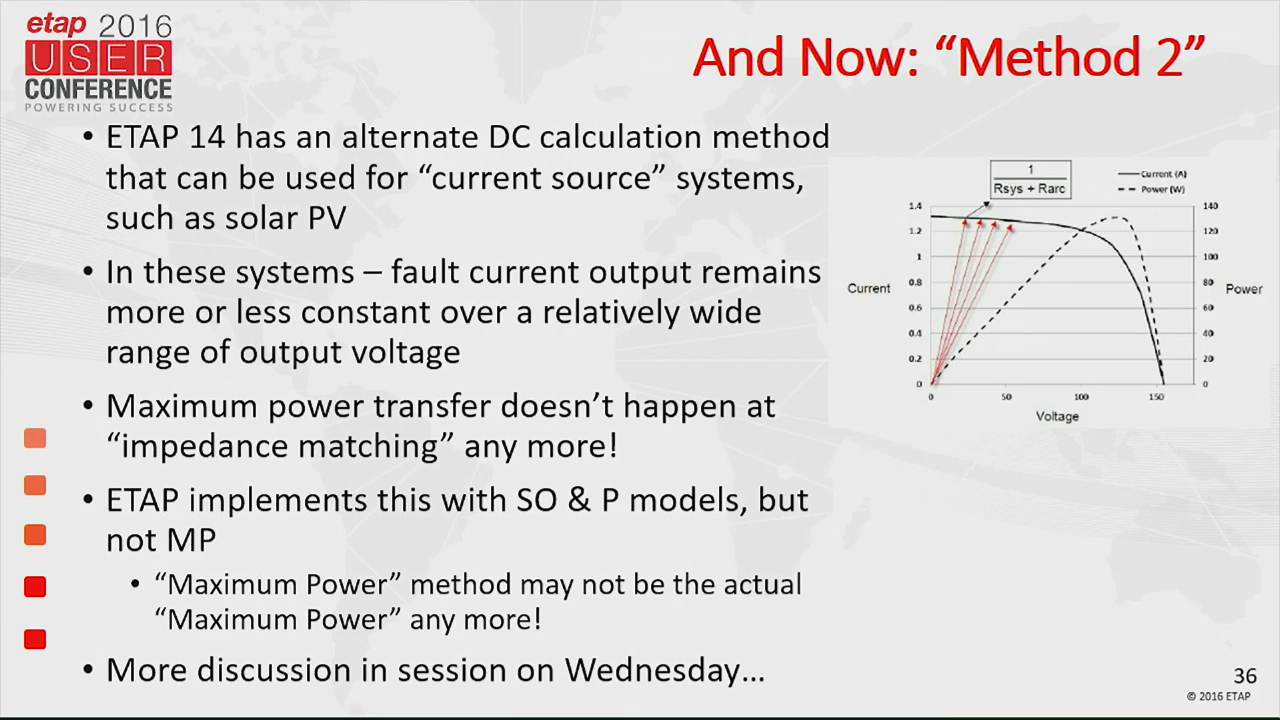 etap 2016
USER
CONFERENCE
POWERING SUCCESS
And Now: “Method 2”
• ETAP 14 has an alternate DC calculation method
that can be used for “current source” systems,
such as solar PV
• In these systems – fault current output remains
more or less constant over a relatively wide
range of output voltage
• Maximum power transfer doesn’t happen at
“impedance matching” any more!
• ETAP implements this with SO & P models, but
not MP
• “Maximum Power” method may not be the actual
“Maximum Power” any more!
• More discussion in session on Wednesday…
1
Rsys + Rarc
Current (A)
Power (W)
1.4 140
1.2 120
1 100
0.8 80
0.6 60
0.4 40
0.2 20
0 0
Current
Power
0 50 100 150
Voltage
36
© 2016 ETAP